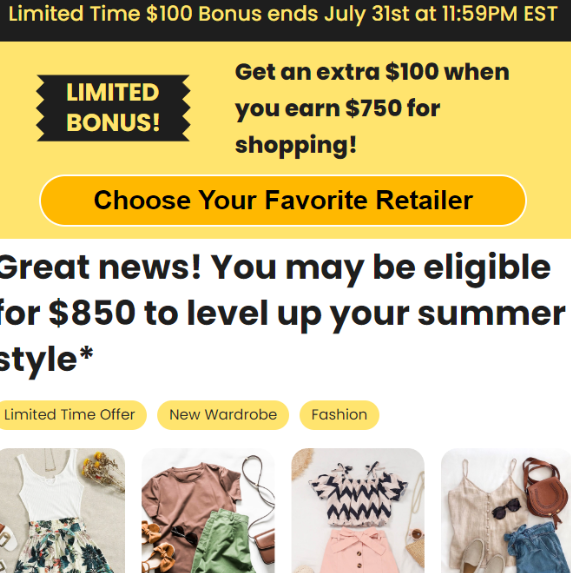 Limited Time $100 Bonus ends July 31st at 11:59PM EST
LIMITED
BONUS!
Get an extra $100 when
you earn $750 for
shopping!
Choose Your Favorite Retailer
Great news! You may be eligible
for $850 to level up your summer
style*
Limited Time Offer
New Wardrobe
Fashion